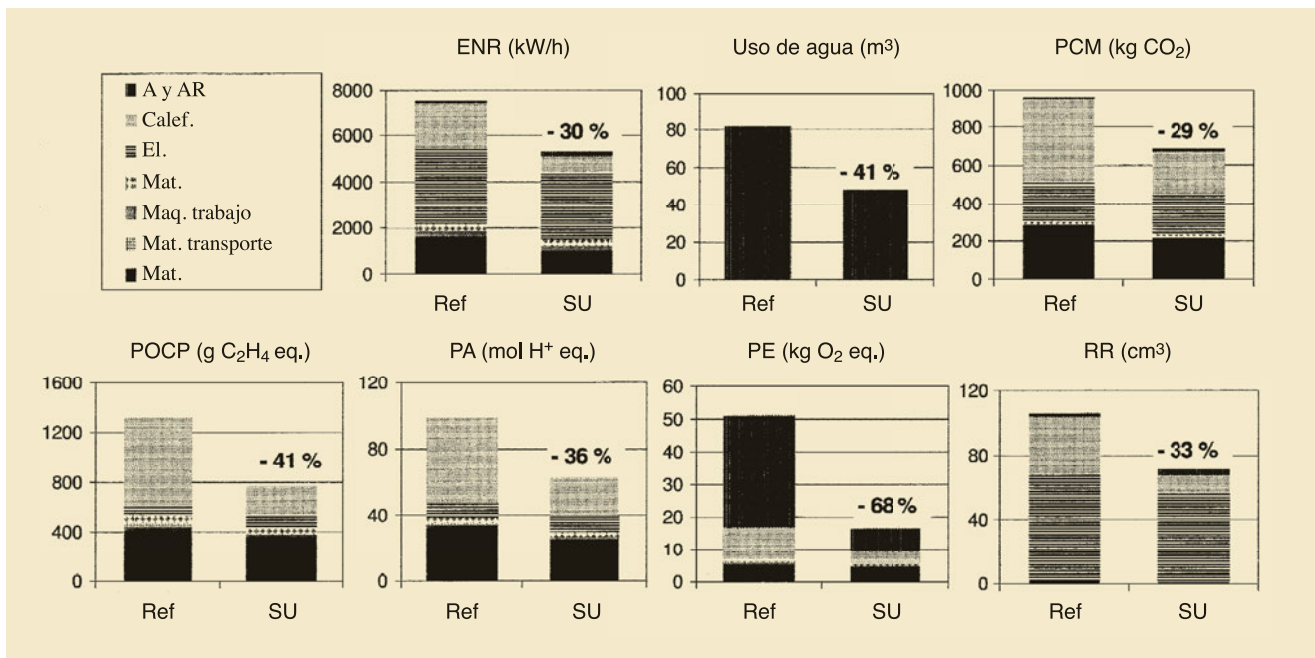 ENR (kW/h)
Uso de agua (m³)
PCM (kg CO₂)
A y AR
Calef.
El.
Mat.
Maq. trabajo
Mat. transporte
Mat.
8000
6000
4000
2000
0
- 30 %
Ref
SU
100
80
60
40
20
0
- 41 %
Ref
SU
1000
800
600
400
200
0
- 29 %
Ref
SU
POCP (g C₂H₄ eq.)
PA (mol H⁺ eq.)
PE (kg O₂ eq.)
RR (cm³)
1600
1200
800
400
0
- 41 %
Ref
SU
120
80
40
0
- 36 %
Ref
SU
60
50
40
30
20
10
0
- 68 %
Ref
SU
120
80
40
0
- 33 %
Ref
SU